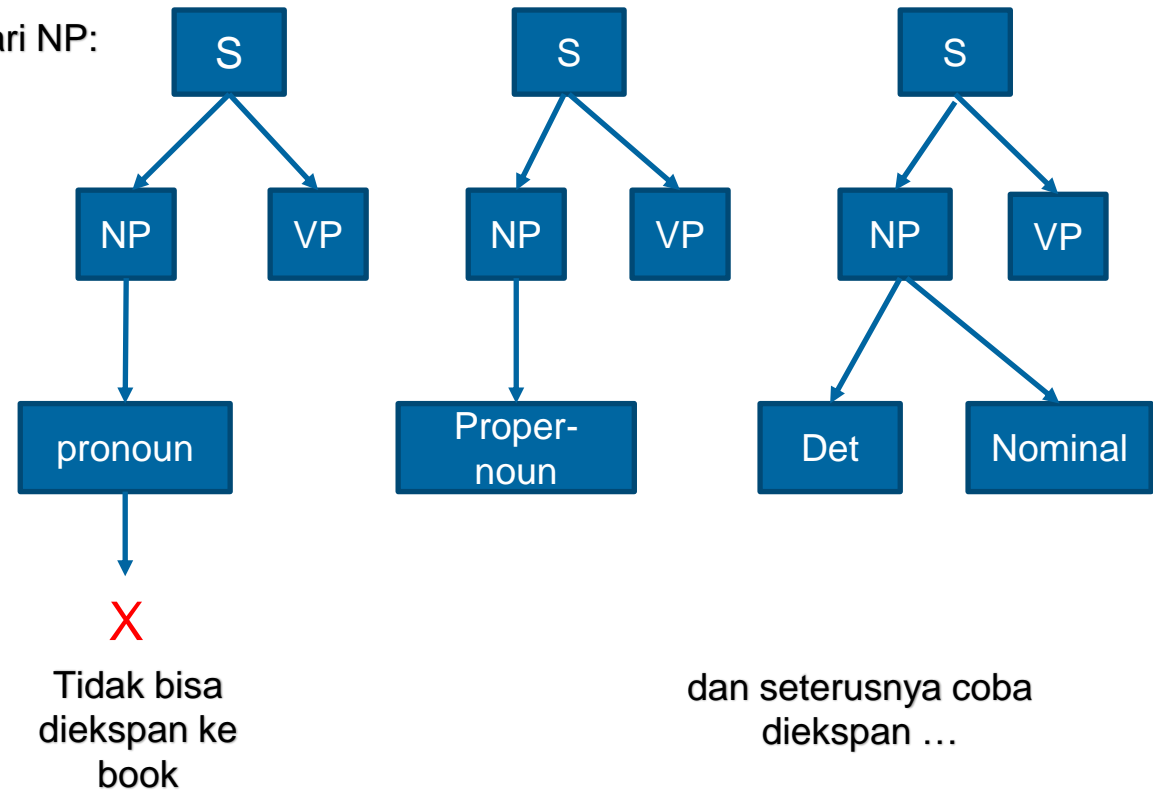 ari NP:
S
S
S
NP
VP
NP
VP
NP
VP
pronoun
Proper-
noun
Det
Nominal
X
Tidak bisa
diekspan ke
book
dan seterusnya coba
diekspan …